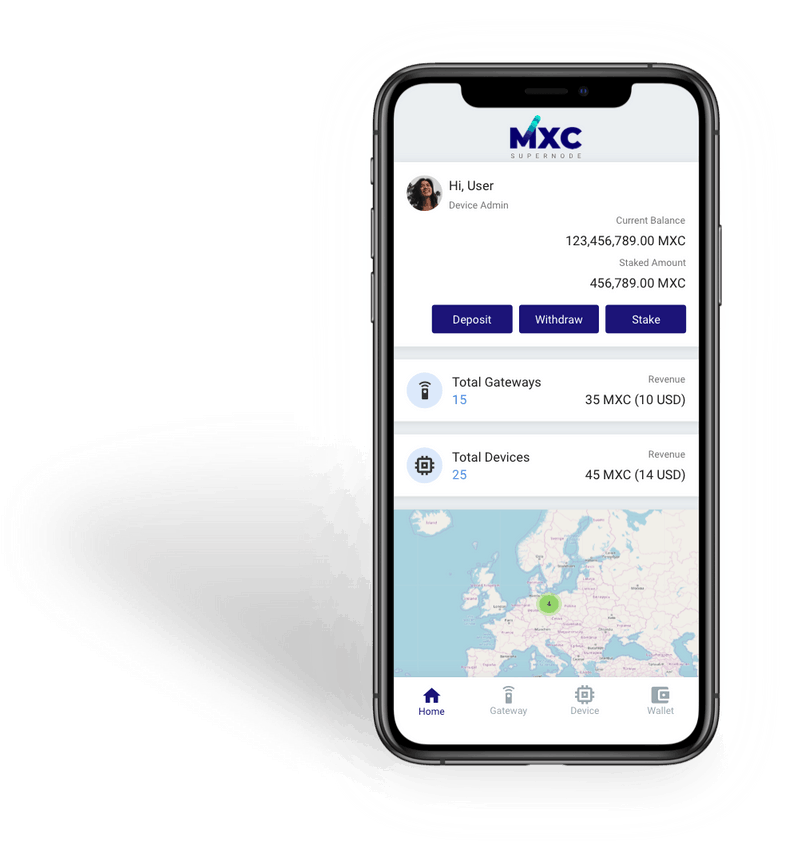 MXC
SUPERNODE
Hi, User
Device Admin
Current Balance
123,456,789.00 MXC
Staked Amount
456,789.00 MXC
Deposit Withdraw Stake
Total Gateways
15
Revenue
35 MXC (10 USD)
Total Devices
25
Revenue
45 MXC (14 USD)
4
Home Gateway Device Wallet